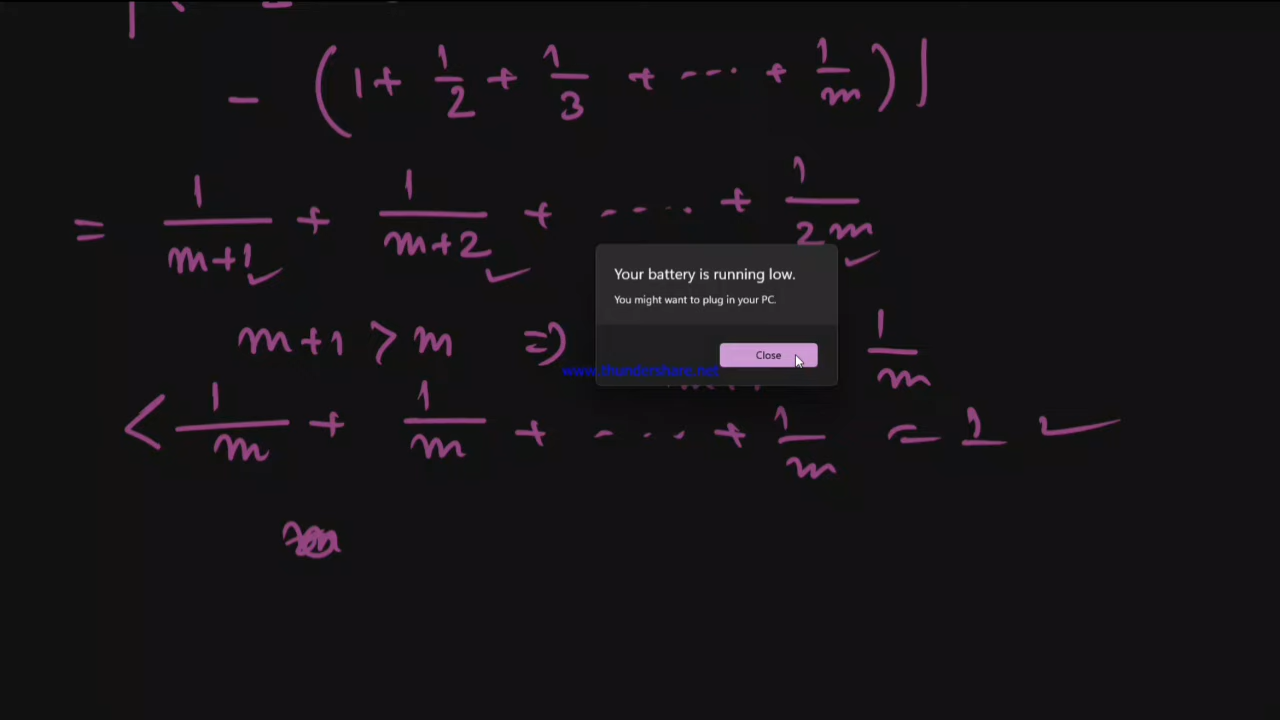 - (1 + 1/2 + 1/3 + ---- + 1/m)|
= 1/m+1 + 1/m+2 + ---- + 1/2m
Your battery is running low.
You might want to plug in your PC.
m+1 > m => 1/m
Close
www.thundershare.net
< 1/m + 1/m + ---- + 1/m = 1